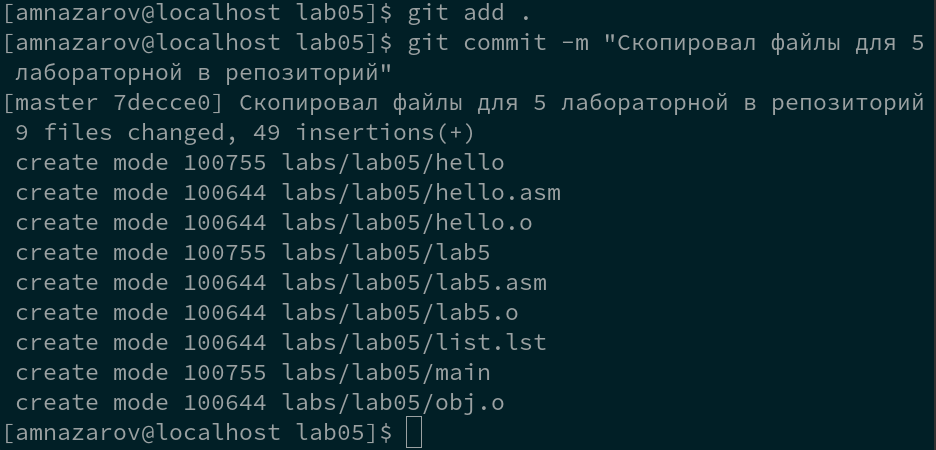 [amnazarov@localhost lab05]$ git add .
[amnazarov@localhost lab05]$ git commit -m "Скопировал файлы для 5
лабораторной в репозиторий"
[master 7decce0] Скопировал файлы для 5 лабораторной в репозиторий
9 files changed, 49 insertions(+)
create mode 100755 labs/lab05/hello
create mode 100644 labs/lab05/hello.asm
create mode 100644 labs/lab05/hello.o
create mode 100755 labs/lab05/lab5
create mode 100644 labs/lab05/lab5.asm
create mode 100644 labs/lab05/lab5.o
create mode 100644 labs/lab05/list.lst
create mode 100755 labs/lab05/main
create mode 100644 labs/lab05/obj.o
[amnazarov@localhost lab05]$